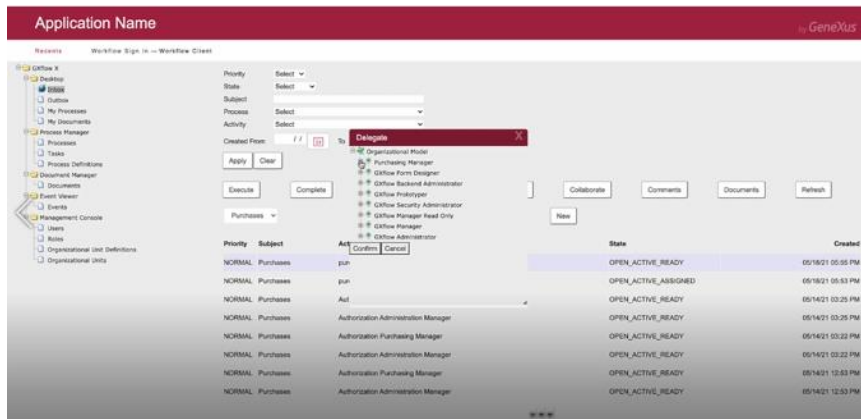 Application Name
by GeneXus
Recents Workflow Sign In — Workflow Client
GXflow X
Desktop
Inbox
Outbox
My Processes
My Documents
Process Manager
Processes
Tasks
Process Definitions
Document Manager
Documents
Event Viewer
Events
Management Console
Users
Roles
Organizational Unit Definitions
Organizational Units
Priority Select
State Select
Subject
Process Select
Activity Select
Created From / / To
Apply Clear
Delegate X
Organizational Model
Purchasing Manager
GXflow Form Designer
GXflow Backend Administrator
GXflow Prototyper
GXflow Security Administrator
GXflow Manager Read Only
GXflow Manager
GXflow Administrator
Confirm Cancel
Execute Complete Collaborate Comments Documents Refresh
Purchases New
Priority Subject Act State Created
NORMAL Purchases pur OPEN_ACTIVE_READY 05/18/21 05:55 PM
NORMAL Purchases pur OPEN_ACTIVE_ASSIGNED 05/18/21 05:53 PM
NORMAL Purchases Aut OPEN_ACTIVE_READY 05/14/21 03:25 PM
NORMAL Purchases Authorization Administration Manager OPEN_ACTIVE_READY 05/14/21 03:25 PM
NORMAL Purchases Authorization Purchasing Manager OPEN_ACTIVE_READY 05/14/21 03:22 PM
NORMAL Purchases Authorization Administration Manager OPEN_ACTIVE_READY 05/14/21 03:22 PM
NORMAL Purchases Authorization Purchasing Manager OPEN_ACTIVE_READY 05/14/21 12:53 PM
NORMAL Purchases Authorization Administration Manager OPEN_ACTIVE_READY 05/14/21 12:53 PM